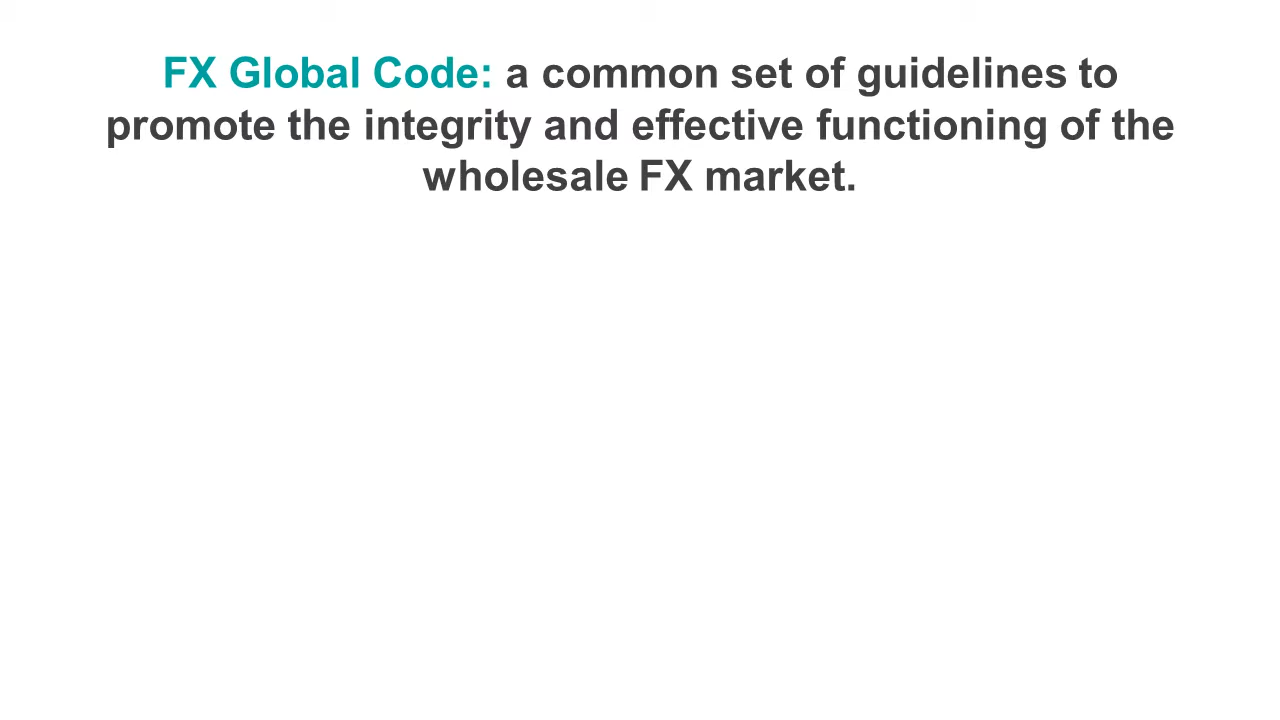 FX Global Code: a common set of guidelines to
promote the integrity and effective functioning of the
wholesale FX market.